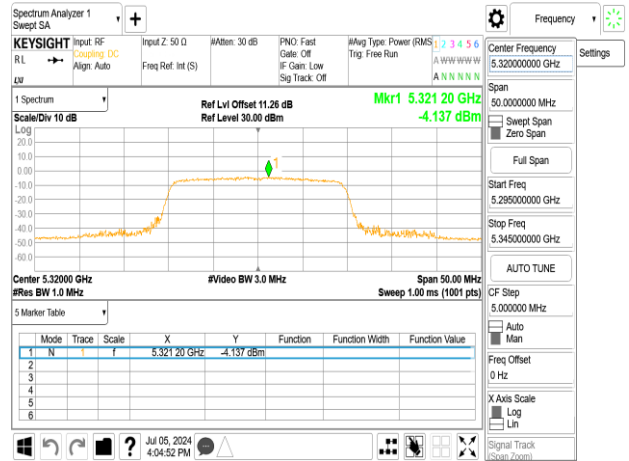 Spectrum Analyzer 1
Swept SA
Frequency
Settings
KEYSIGHT
RL
Input: RF
Coupling: DC
Align: Auto
Input Z: 50 Ω
Freq Ref: Int (S)
#Atten: 30 dB
PNO: Fast
Gate: Off
IF Gain: Low
Sig Track: Off
#Avg Type: Power (RMS
Trig: Free Run
1 2 3 4 5 6
A W W W W W
A N N N N N
1 Spectrum
Scale/Div 10 dB
Ref Lvl Offset 11.26 dB
Ref Level 30.00 dBm
Mkr1 5.321 20 GHz
-4.137 dBm
Log
20.0
10.0
0.00
-10.0
-20.0
-30.0
-40.0
-50.0
-60.0
1
Center 5.32000 GHz
#Video BW 3.0 MHz
Span 50.00 MHz
#Res BW 1.0 MHz
Sweep 1.00 ms (1001 pts)
5 Marker Table
Mode Trace Scale X Y Function Function Width Function Value
1 N 1 f 5.321 20 GHz -4.137 dBm
2
3
4
5
6
Jul 05, 2024
4:04:52 PM
Center Frequency
5.320000000 GHz
Span
50.0000000 MHz
Swept Span
Zero Span
Full Span
Start Freq
5.295000000 GHz
Stop Freq
5.345000000 GHz
AUTO TUNE
CF Step
5.000000 MHz
Auto
Man
Freq Offset
0 Hz
X Axis Scale
Log
Lin
Signal Track
(Span Zoom)